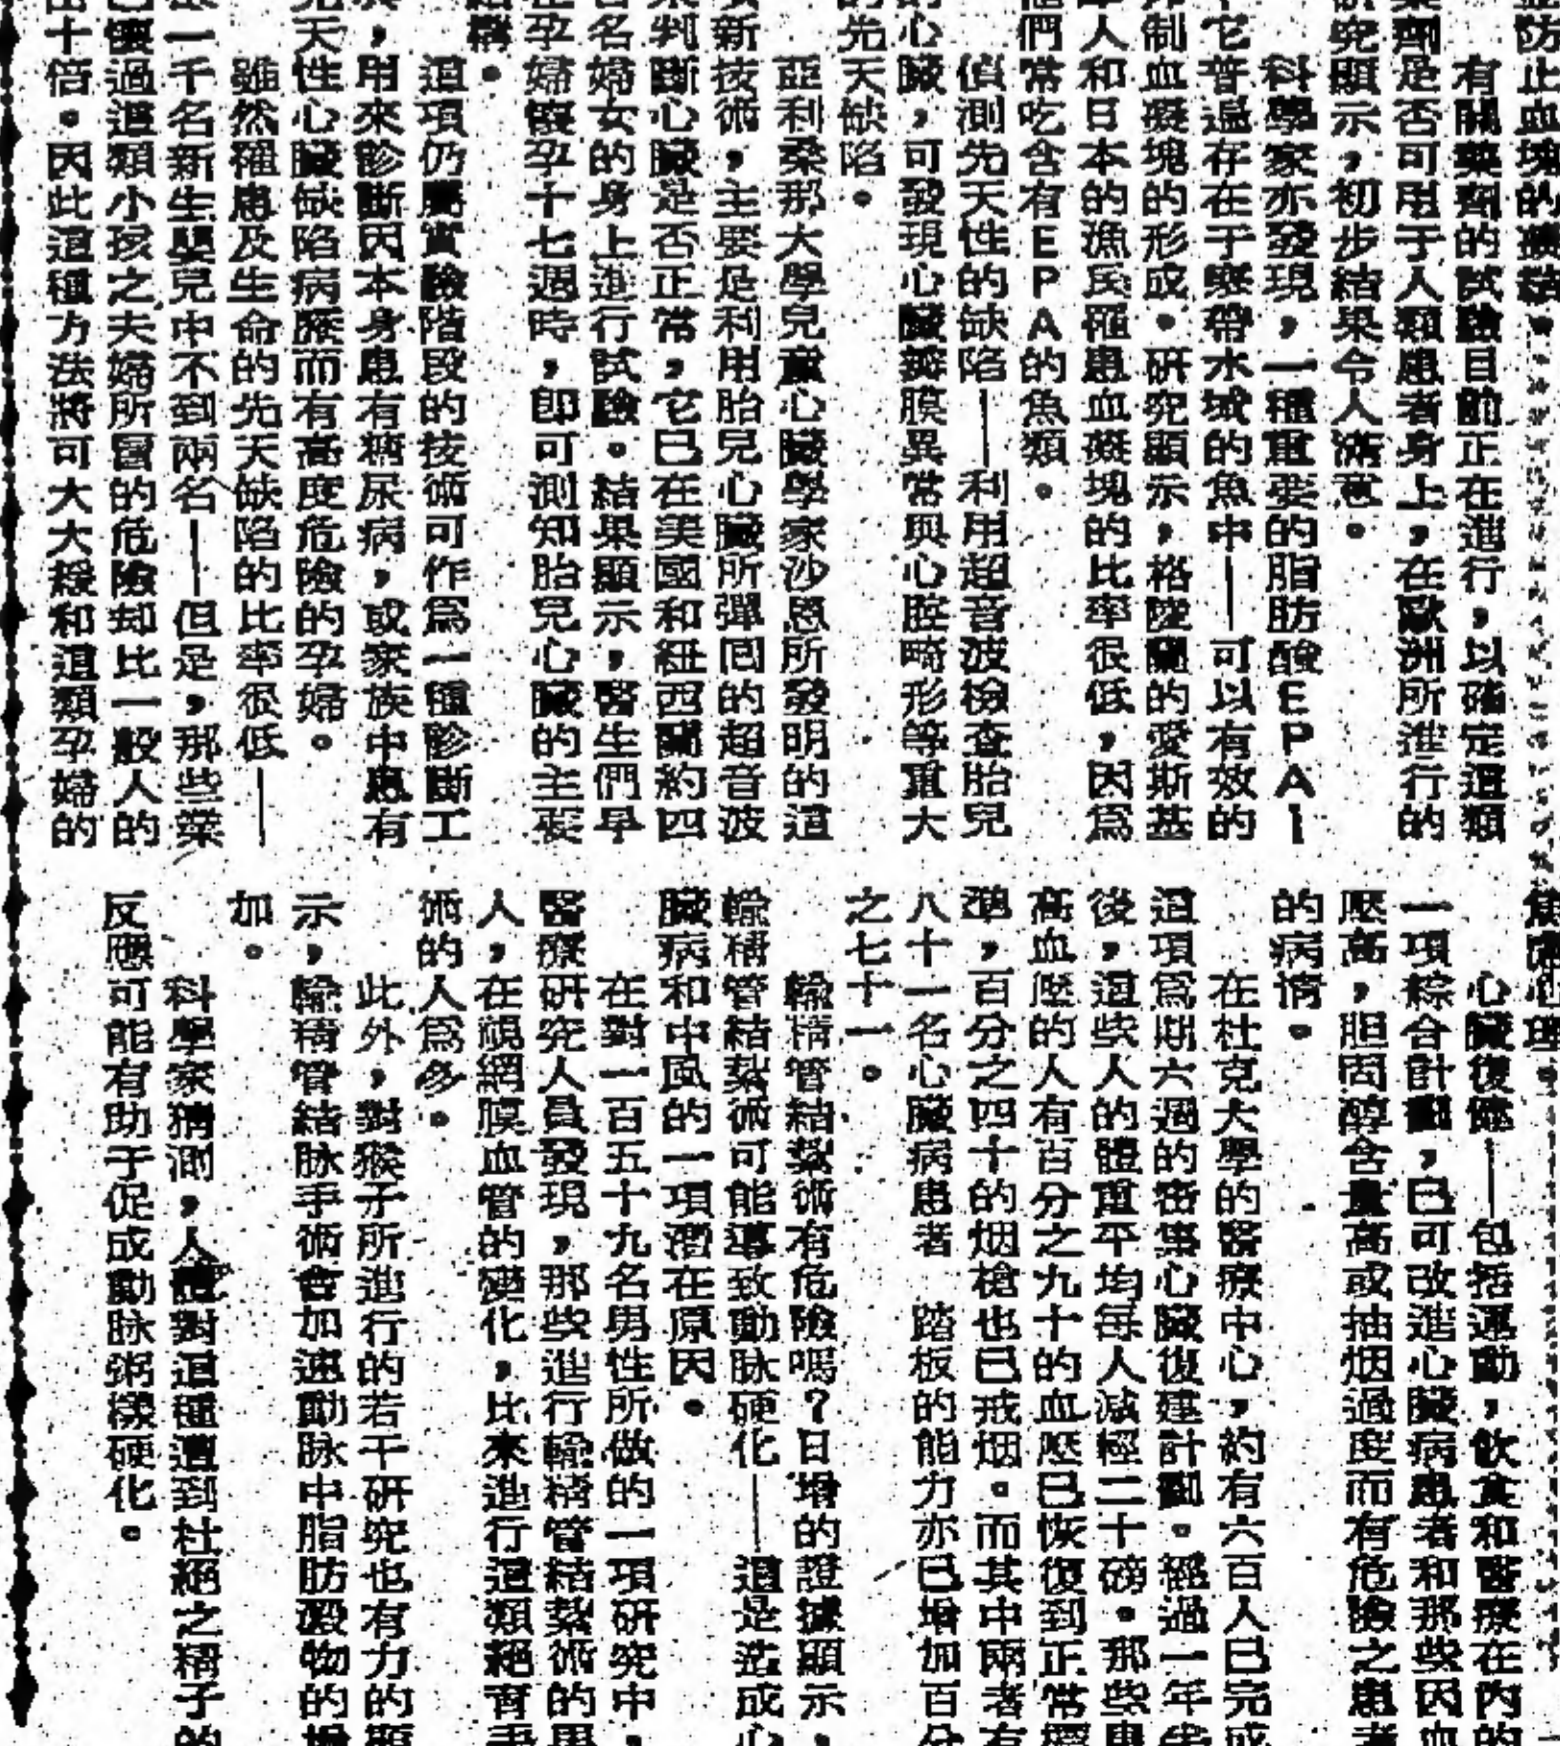 防止血塊的凝結。
有關藥劑的試驗目前正在進行，以確定這類
藥劑是否可用于人類患者身上，在歐洲所進行的
研究顯示，初步結果令人滿意。
科學家亦發現，一種重要的脂肪酸EPA｜
它普遍存在于寒帶水域的魚中——可以有效的
制血凝塊的形成。研究顯示，格陵蘭的愛斯基
人和日本的漁民罹患血凝塊的比率很低，因爲
他們常吃含有EPA的魚類。
偵測先天性的缺陷——利用超音波檢查胎兒
的心臟，可發現心臟瓣膜異常與心腔畸形等重大
的先天缺陷。
亞利桑那大學兒童心臟學家沙恩所發明的這
項新技術，主要是利用胎兒心臟所彈回的超音波
來判斷心臟是否正常，它已在美國和紐西蘭約四
百名婦女的身上進行試驗。結果顯示，醫生們早
在孕婦懷孕十七週時，即可測知胎兒心臟的主要
結構。
這項仍屬實驗階段的技術可作爲一種診斷工
具，用來診斷因本身患有糖尿病，或家族中患有
先天性心臟缺陷病歷而有高度危險的孕婦。
雖然罹患及生命的先天缺陷的比率很低——
一千名新生嬰兒中不到兩名——但是，那些樂
懷過這類小孩之夫婦所冒的危險却比一般人的
出十倍。因此這種方法將可大大緩和這類孕婦的
焦慮心理。
心臟復健——包括運動，飲食和醫療在內的
一項綜合計劃，已可改進心臟病患者和那些因血
壓高，胆固醇含量高或抽烟過度而有危險之患者
的病情。
在杜克大學的醫療中心，約有六百人已完成
這項爲期六週的密集心臟復建計劃。經過一年半
後，這些人的體重平均每人減輕二十磅。那些患
高血壓的人有百分之九十的血壓已恢復到正常標
準，百分之四十的烟槍也已戒烟。而其中兩者有
八十一名心臟病患者 踏板的能力亦已增加百分
之七十一。
輸精管結紮術有危險嗎？日增的證據顯示，
輸精管結紮術可能導致動脉硬化——這是造成心
臟病和中風的一項潛在原因。
在對一百五十九名男性所做的一項研究中，
醫療研究人員發現，那些進行輸精管結紮術的男
人，在視網膜血管的變化，比來進行這類絕育手
術的人爲多。
此外，對猴子所進行的若干研究也有力的顯
示，輸精管結脉手術會加速動脉中脂肪澱物的增
加。
科學家猜測，人體對這種遭到杜絕之精子的
反應可能有助于促成動脉粥樣硬化。